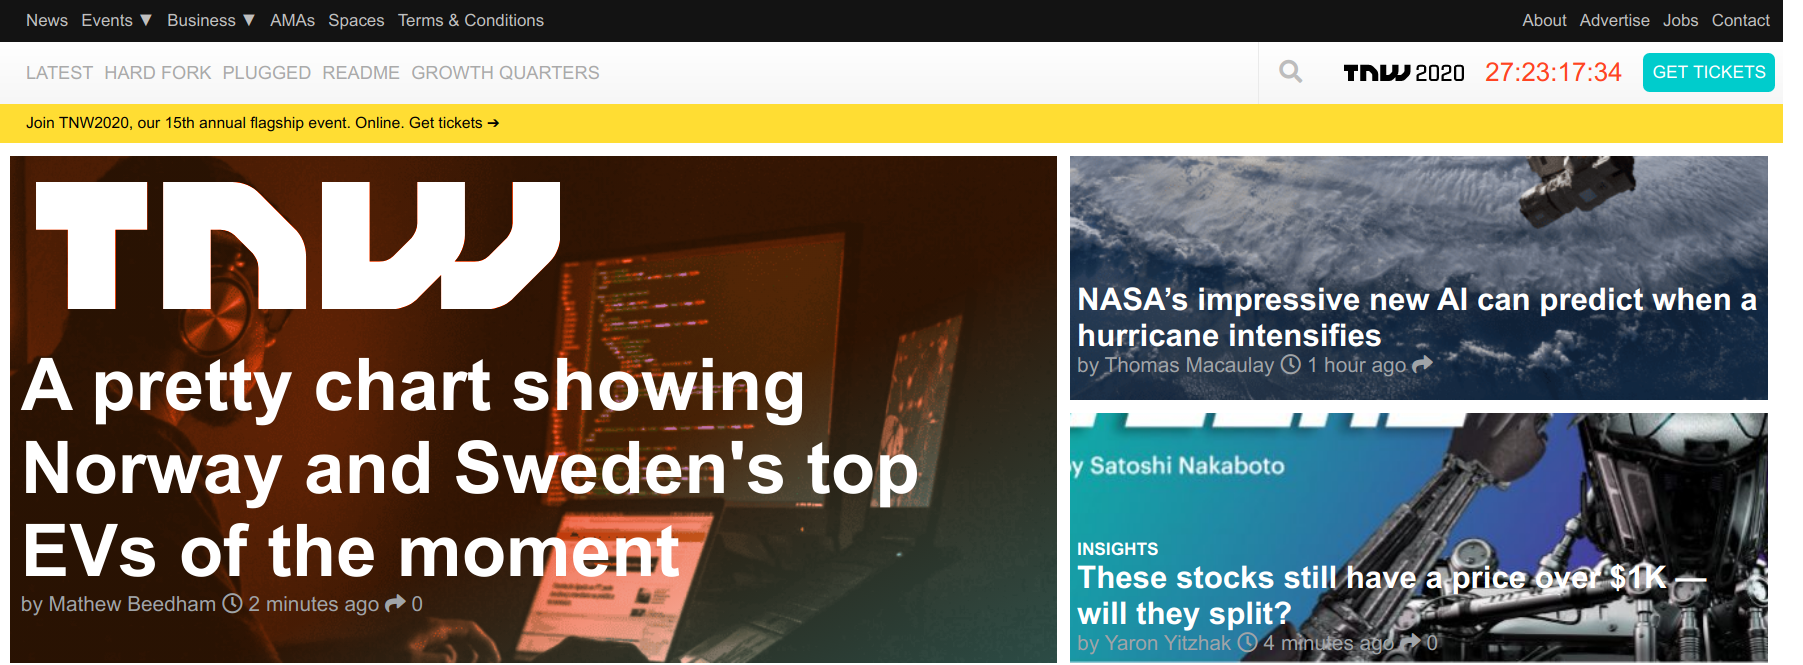 News Events ▼ Business ▼ AMAs Spaces Terms & Conditions About Advertise Jobs Contact
LATEST HARD FORK PLUGGED README GROWTH QUARTERS TNW 2020 27:23:17:34 GET TICKETS
Join TNW2020, our 15th annual flagship event. Online. Get tickets ➔
TNW
A pretty chart showing
Norway and Sweden's top
EVs of the moment
by Mathew Beedham 2 minutes ago 0
NASA’s impressive new AI can predict when a
hurricane intensifies
by Thomas Macaulay 1 hour ago
by Satoshi Nakaboto
INSIGHTS
These stocks still have a price over $1K —
will they split?
by Yaron Yitzhak 4 minutes ago 0